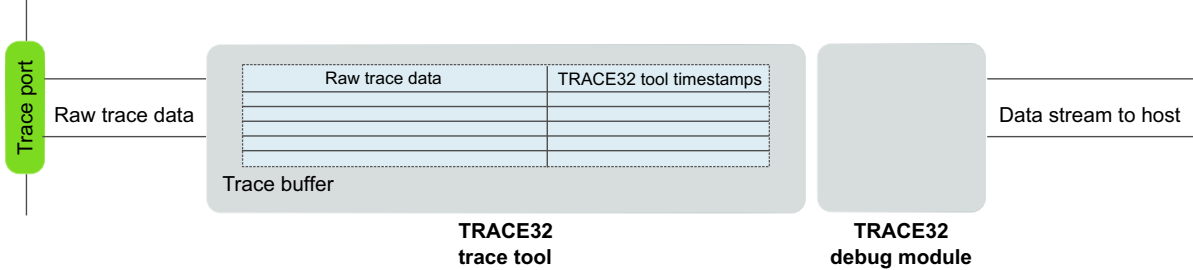 Trace port
Raw trace data
Raw trace data
TRACE32 tool timestamps
Trace buffer
Data stream to host
TRACE32
trace tool
TRACE32
debug module